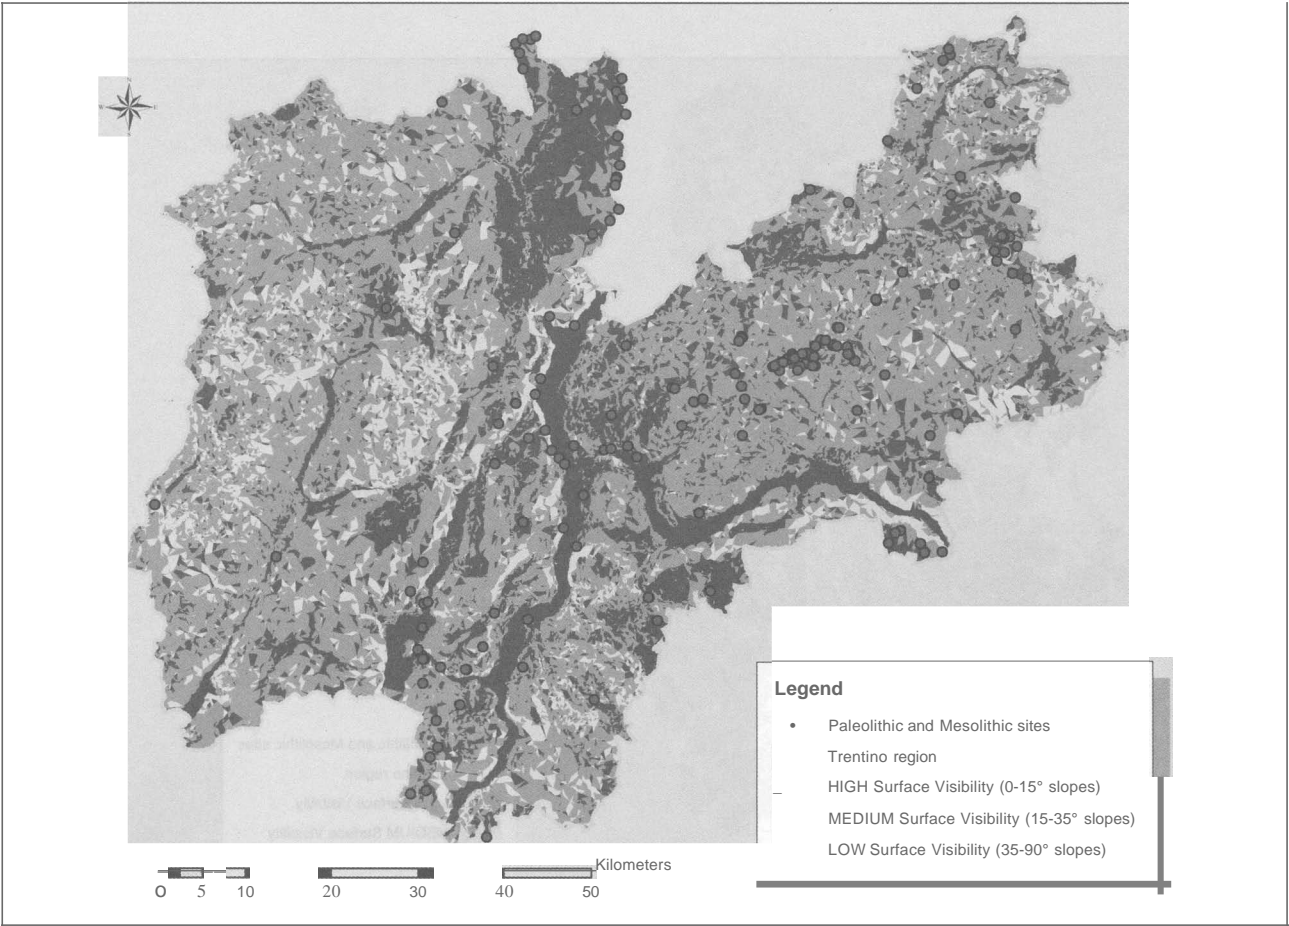 Legend
• Paleolithic and Mesolithic sites
Trentino region
HIGH Surface Visibility (0-15° slopes)
MEDIUM Surface Visibility (15-35° slopes)
LOW Surface Visibility (35-90° slopes)
Kilometers
O 5 10 20 30 40 50